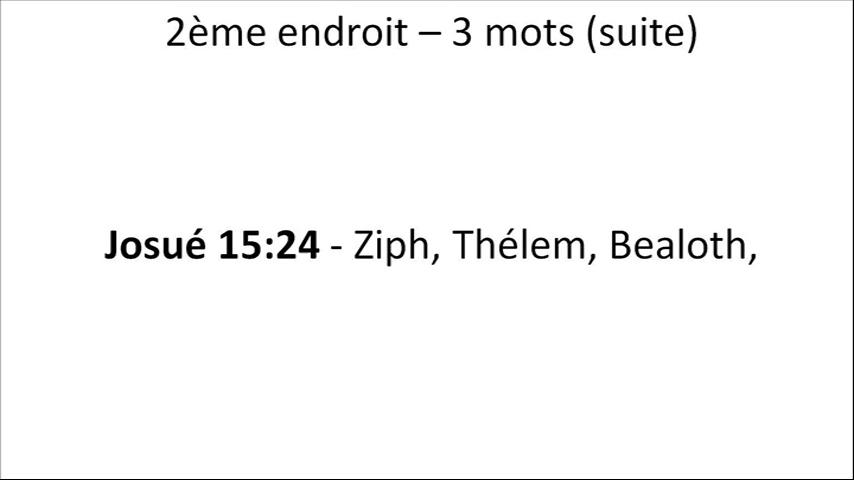 2ème endroit – 3 mots (suite)
Josué 15:24 - Ziph, Thélem, Bealoth,